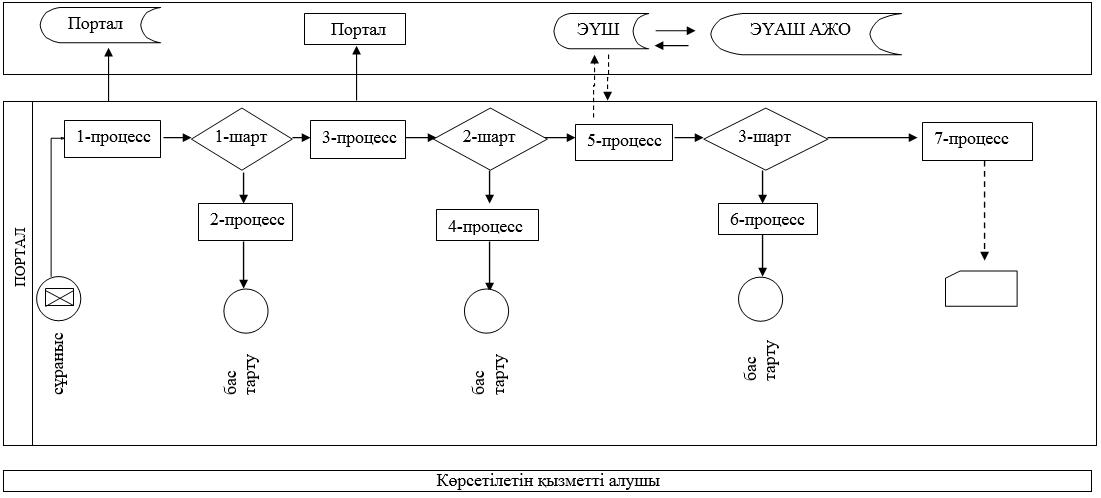 Портал
Портал
ЭҮШ
ЭҮАШ АЖО
1-процесс
1-шарт
3-процесс
2-шарт
5-процесс
3-шарт
7-процесс
2-процесс
4-процесс
6-процесс
ПОРТАЛ
сұраныс
бас
тарту
бас
тарту
бас
тарту
Көрсетілетін қызметті алушы